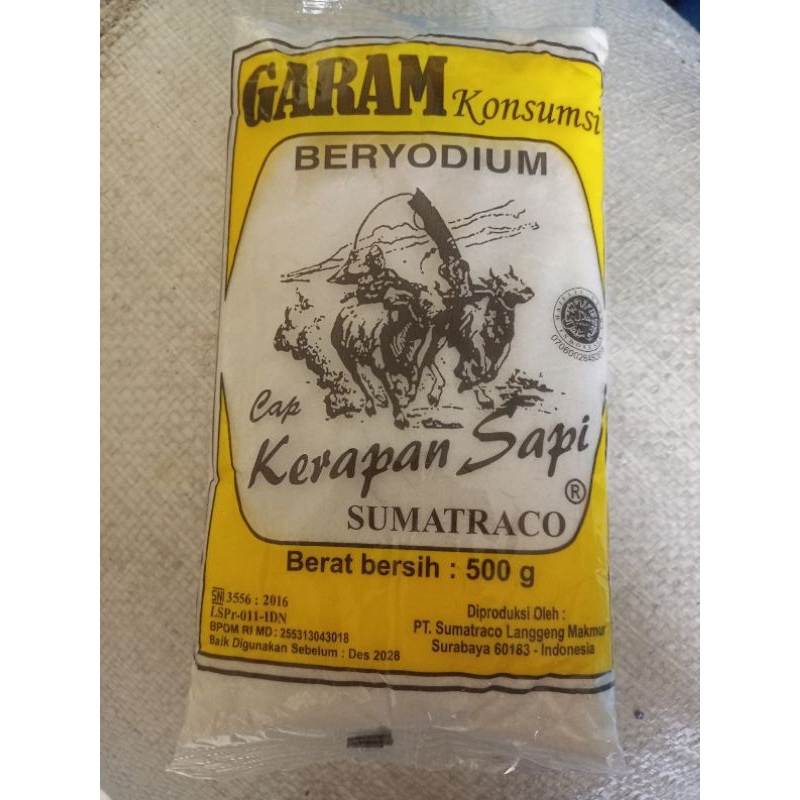 GARAM Konsumsi
BERYODIUM
Cap
Kerapan Sapi
®
SUMATRACO
Berat bersih : 500 g
SNI 3556 : 2016
LSPr-011-IDN
BPOM RI MD : 255313043018
Baik Digunakan Sebelum : Des 2028
Diproduksi Oleh :
PT. Sumatraco Langgeng Makmur
Surabaya 60183 - Indonesia